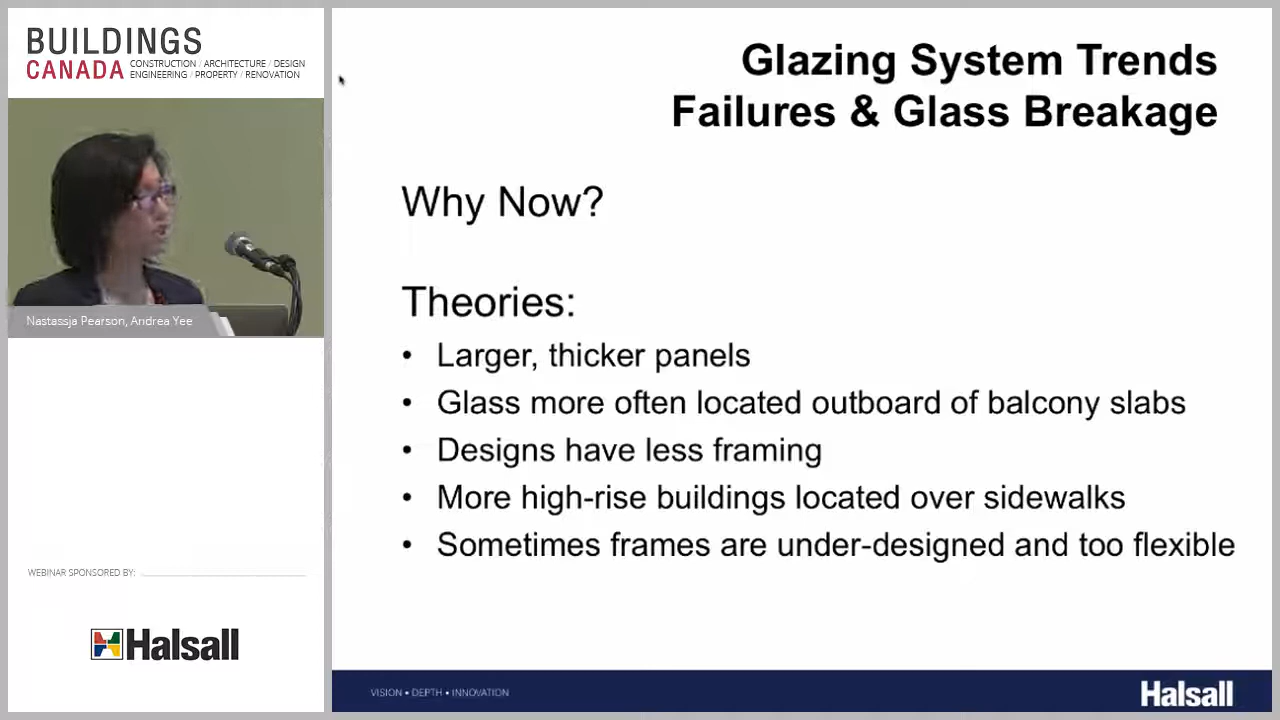 BUILDINGS
CANADA CONSTRUCTION / ARCHITECTURE / DESIGN
ENGINEERING / PROPERTY / RENOVATION
Nastassja Pearson, Andrea Yee
WEBINAR SPONSORED BY:
Halsall
Glazing System Trends
Failures & Glass Breakage
Why Now?
Theories:
• Larger, thicker panels
• Glass more often located outboard of balcony slabs
• Designs have less framing
• More high-rise buildings located over sidewalks
• Sometimes frames are under-designed and too flexible
VISION • DEPTH • INNOVATION
Halsall